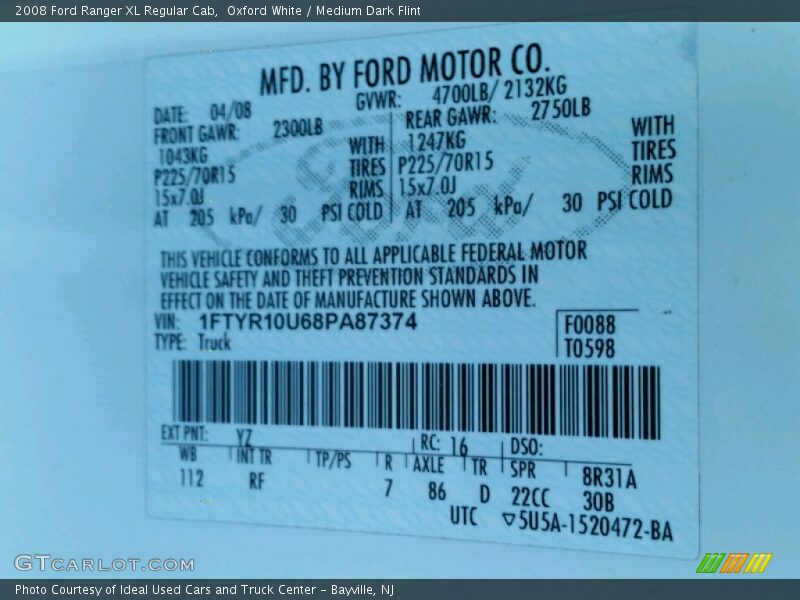 2008 Ford Ranger XL Regular Cab,  Oxford White / Medium Dark Flint
MFD. BY FORD MOTOR CO.
DATE: 04/08 GVWR: 4700LB/ 2132KG
FRONT GAWR: 2300LB REAR GAWR: 2750LB
1043KG WITH 1247KG WITH
P225/70R15 TIRES P225/70R15 TIRES
15x7.0J RIMS 15x7.0J RIMS
AT 205 kPa/ 30 PSI COLD AT 205 kPa/ 30 PSI COLD
THIS VEHICLE CONFORMS TO ALL APPLICABLE FEDERAL MOTOR
VEHICLE SAFETY AND THEFT PREVENTION STANDARDS IN
EFFECT ON THE DATE OF MANUFACTURE SHOWN ABOVE.
VIN: 1FTYR10U68PA87374 F0088
TYPE: Truck T0598
EXT PNT: YZ RC: 16 DSO:
WB INT TR TP/PS R AXLE TR SPR 8R31A
112 RF 7 86 D 22CC 30B
UTC ▽5U5A-1520472-BA
GTCARLOT.COM
Photo Courtesy of Ideal Used Cars and Truck Center – Bayville, NJ